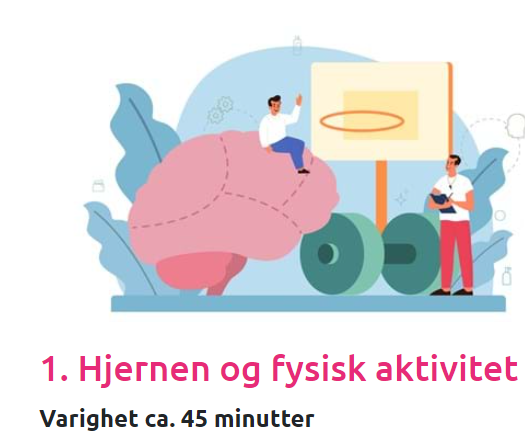 1. Hjernen og fysisk aktivitet
Varighet ca. 45 minutter